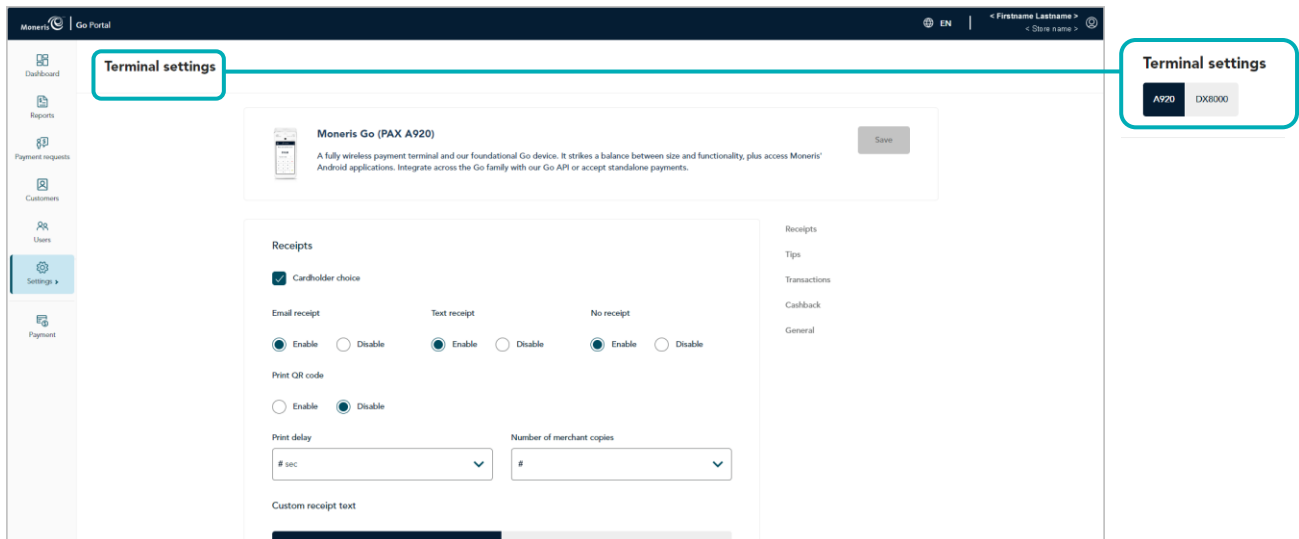 Moneris Go Portal
EN
< Firstname Lastname >
< Store name >
Dashboard
Reports
Payment requests
Customers
Users
Settings
Payment
Terminal settings
Terminal settings
A920 DX8000
Moneris Go (PAX A920)
A fully wireless payment terminal and our foundational Go device. It strikes a balance between size and functionality, plus access Moneris'
Android applications. Integrate across the Go family with our Go API or accept standalone payments.
Save
Receipts
Cardholder choice
Email receipt Text receipt No receipt
Enable Disable Enable Disable Enable Disable
Print QR code
Enable Disable
Print delay Number of merchant copies
# sec #
Custom receipt text
Receipts
Tips
Transactions
Cashback
General